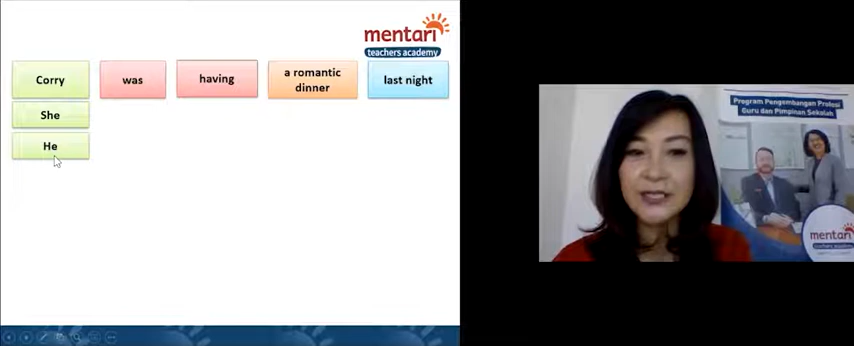 mentari
teachers academy
Corry was having a romantic dinner last night
She
He
Program Pengembangan Profesi
Guru dan Pimpinan Sekolah
mentari
teachers academy